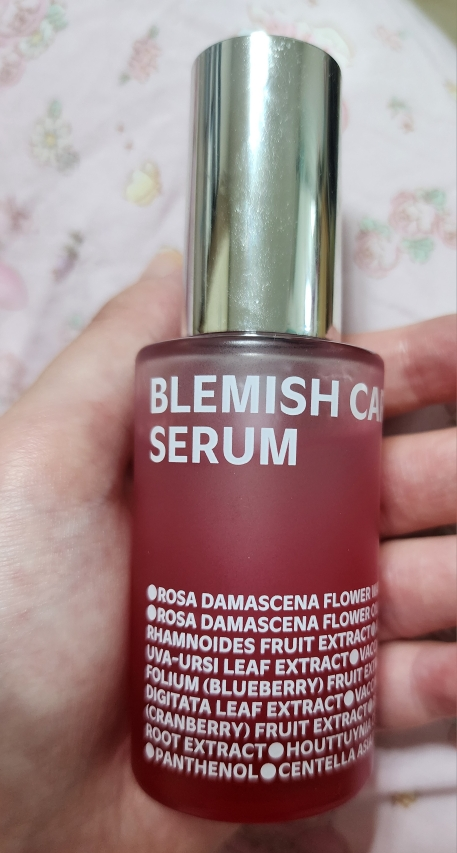 BLEMISH
SERUM
●ROSA DAMASCENA FLOWER
●ROSA DAMASCENA FLOWER
RHAMNOIDES FRUIT EXTRACT●
UVA-URSI LEAF EXTRACT●
FOLIUM (BLUEBERRY) FRUIT
DIGITATA LEAF EXTRACT●
(CRANBERRY) FRUIT EXTRACT●
ROOT EXTRACT●HOUTTUYNIA
●PANTHENOL●CENTELLA